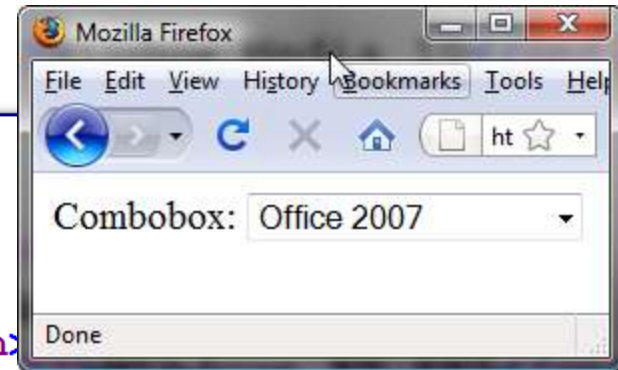 Mozilla Firefox
File Edit View History Bookmarks Tools Help
ht
Combobox: Office 2007
n>
Done